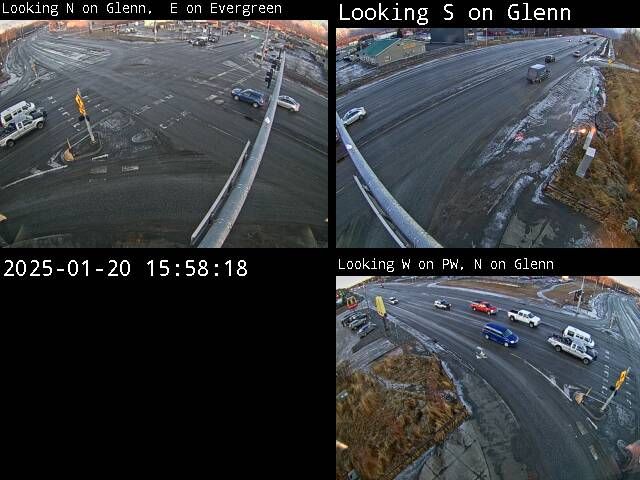 Looking N on Glenn,  E on Evergreen
Looking S on Glenn
2025-01-20 15:58:18
Looking W on PW, N on Glenn